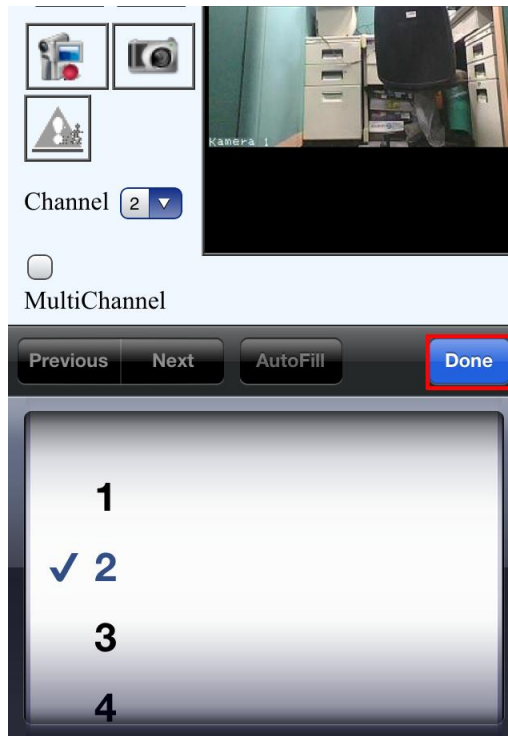 Kamera 1
Channel 2
MultiChannel
Previous Next AutoFill Done
1
✓ 2
3
4